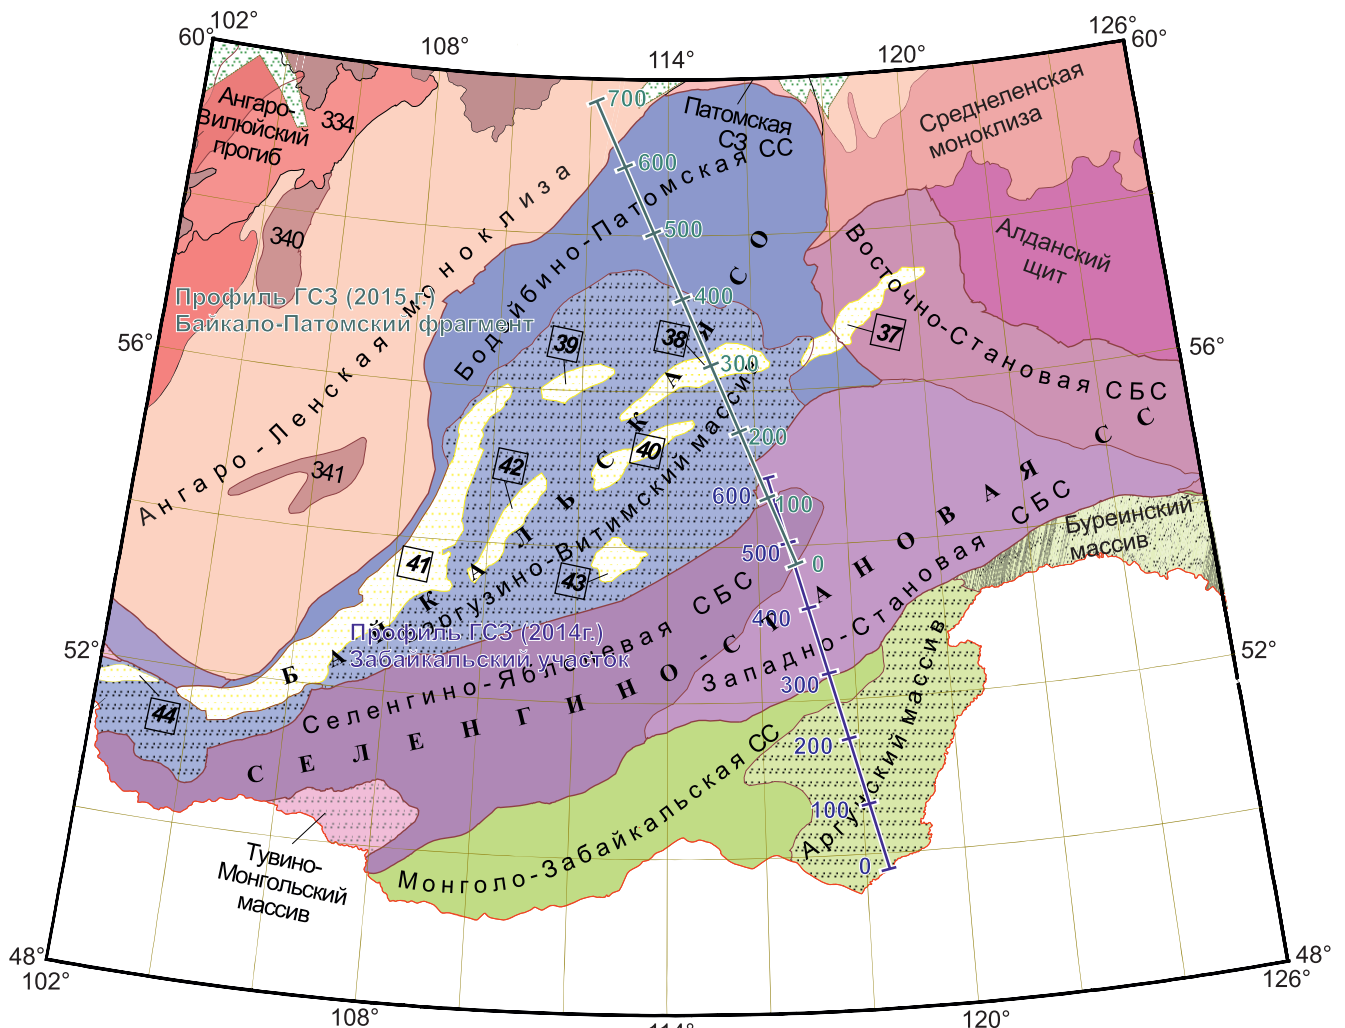 102°
60°
108°
114°
120°
126°
60°
Ангаро-
Вилюйский
прогиб
334
700
Патомская
СЗ СС
Среднеленская
моноклиза
600
500
400
300
200
100
0
340
Ангаро-Ленская моноклиза
Бодайбино-Патомская
Восточно-Становая СБС
Алданский
щит
Профиль ГСЗ (2015 г.)
Байкало-Патомский фрагмент
56°
56°
39
38
37
40
42
41
43
44
341
БАЙКАЛЬСКАЯ СО
Баргузино-Витимский массив
600
500
400
300
200
100
0
Профиль ГСЗ (2014г.)
Забайкальский участок
52°
52°
Селенгино-Яблоневая СБС
СЕЛЕНГИНО-СТАНОВАЯ СС
Западно-Становая СБС
Буреинский
массив
Монголо-Забайкальская СС
Аргунский массив
Тувино-
Монгольский
массив
48°
102°
108°
114°
120°
48°
126°